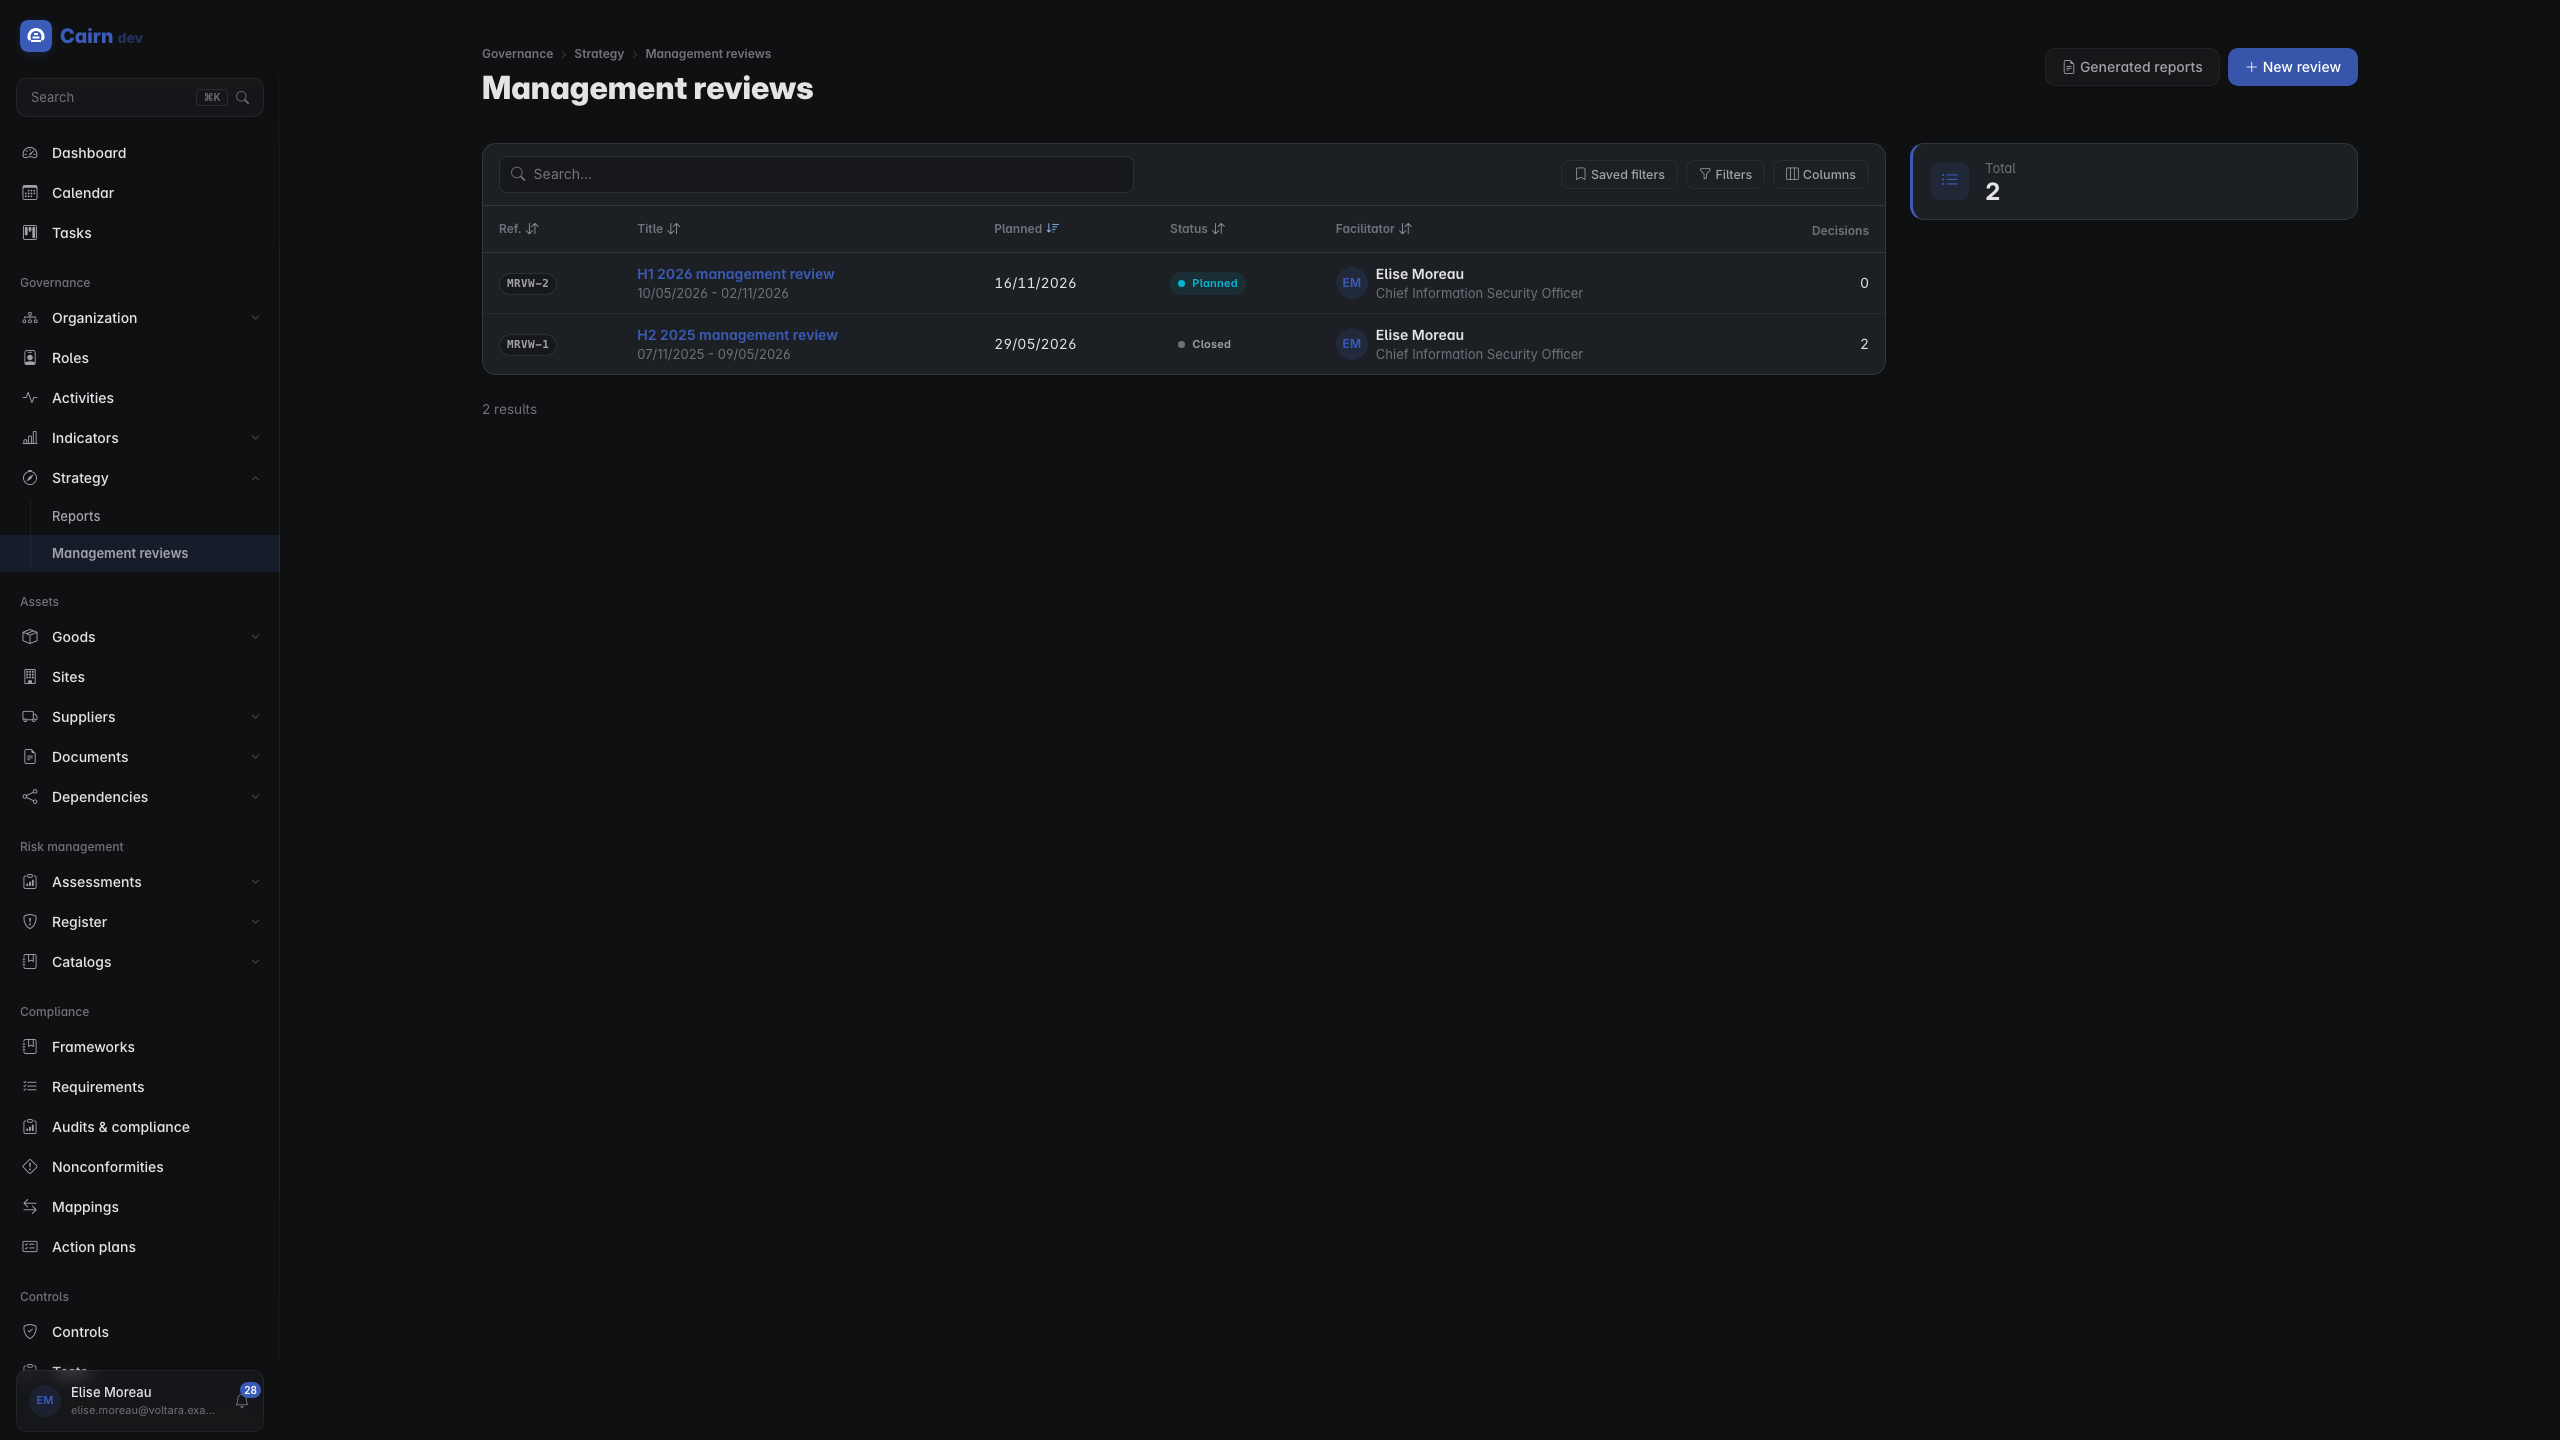 Cairn dev
Search ⌘K
Dashboard
Calendar
Tasks
Governance
Organization
Roles
Activities
Indicators
Strategy
Reports
Management reviews
Assets
Goods
Sites
Suppliers
Documents
Dependencies
Risk management
Assessments
Register
Catalogs
Compliance
Frameworks
Requirements
Audits & compliance
Nonconformities
Mappings
Action plans
Controls
Controls
EM Elise Moreau 28
elise.moreau@voltara.exa...
Governance > Strategy > Management reviews
Management reviews
Generated reports
+ New review
Search...
Saved filters
Filters
Columns
Ref. Title Planned Status Facilitator Decisions
MRVW-2 H1 2026 management review 16/11/2026 Planned EM Elise Moreau 0
10/05/2026 - 02/11/2026 Chief Information Security Officer
MRVW-1 H2 2025 management review 29/05/2026 Closed EM Elise Moreau 2
07/11/2025 - 09/05/2026 Chief Information Security Officer
2 results
Total
2